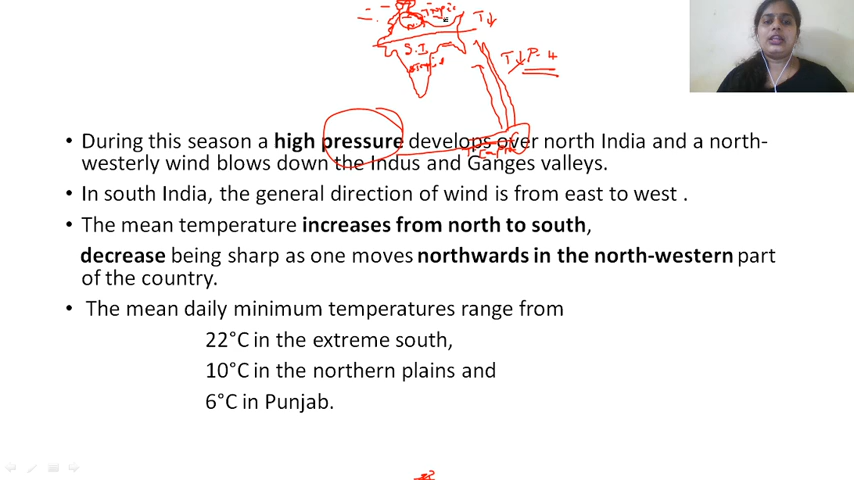 Tropic
T↓
S.I
Tropical
T↓ P-4
• During this season a high pressure develops over north India and a north-
westerly wind blows down the Indus and Ganges valleys.
• In south India, the general direction of wind is from east to west .
• The mean temperature increases from north to south,
decrease being sharp as one moves northwards in the north-western part
of the country.
• The mean daily minimum temperatures range from
22°C in the extreme south,
10°C in the northern plains and
6°C in Punjab.